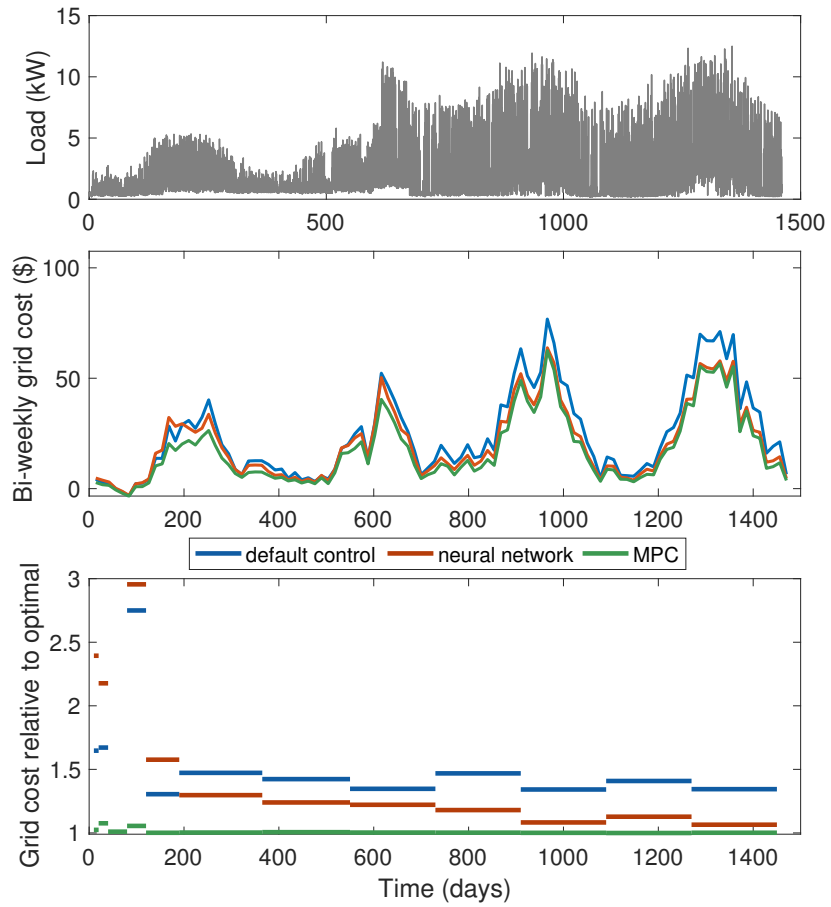 15
10
5
0
Load (kW)
0 500 1000 1500
100
50
0
Bi-weekly grid cost ($)
0 200 400 600 800 1000 1200 1400
default control neural network MPC
3
2.5
2
1.5
1
Grid cost relative to optimal
0 200 400 600 800 1000 1200 1400
Time (days)